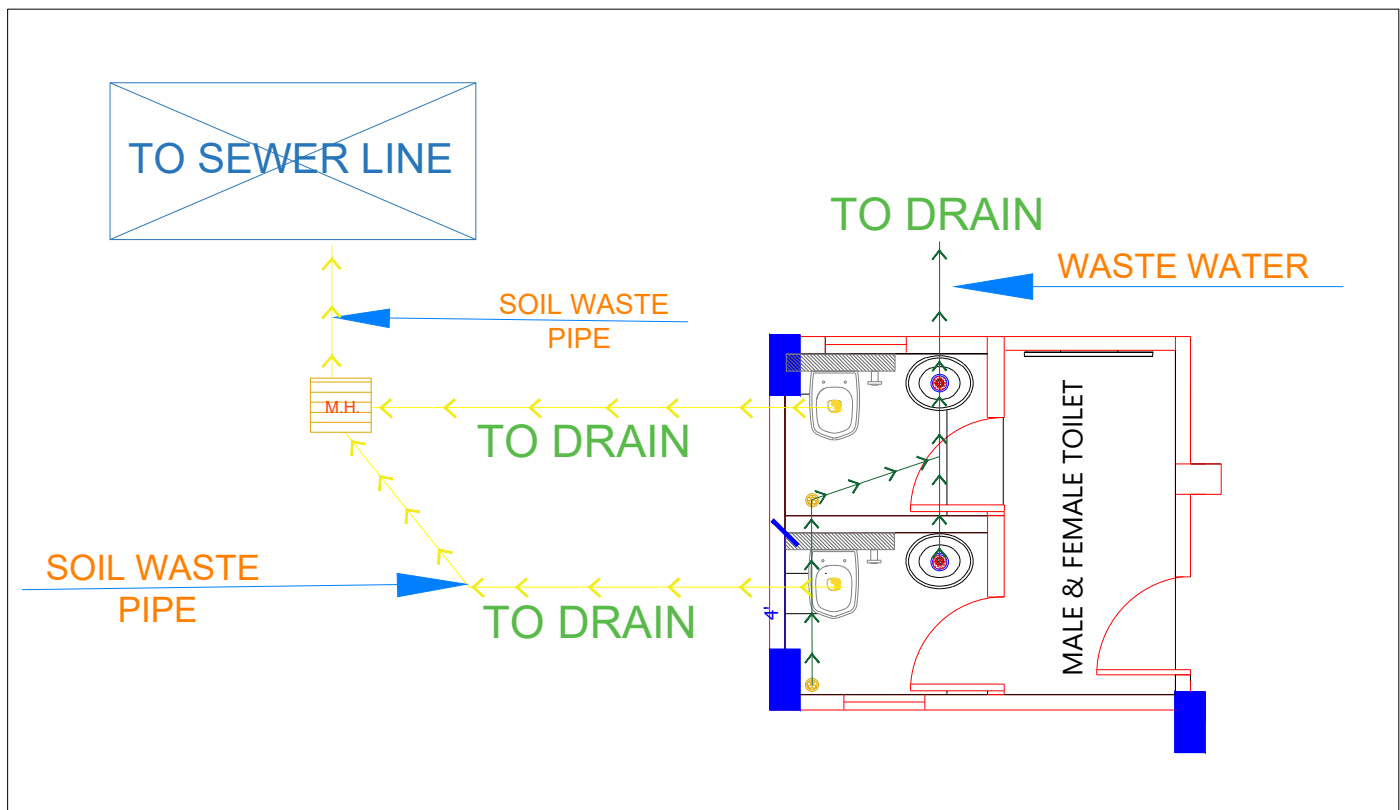 TO SEWER LINE
TO DRAIN
WASTE WATER
SOIL WASTE
PIPE
M.H.
TO DRAIN
MALE & FEMALE TOILET
SOIL WASTE
PIPE
TO DRAIN
4'